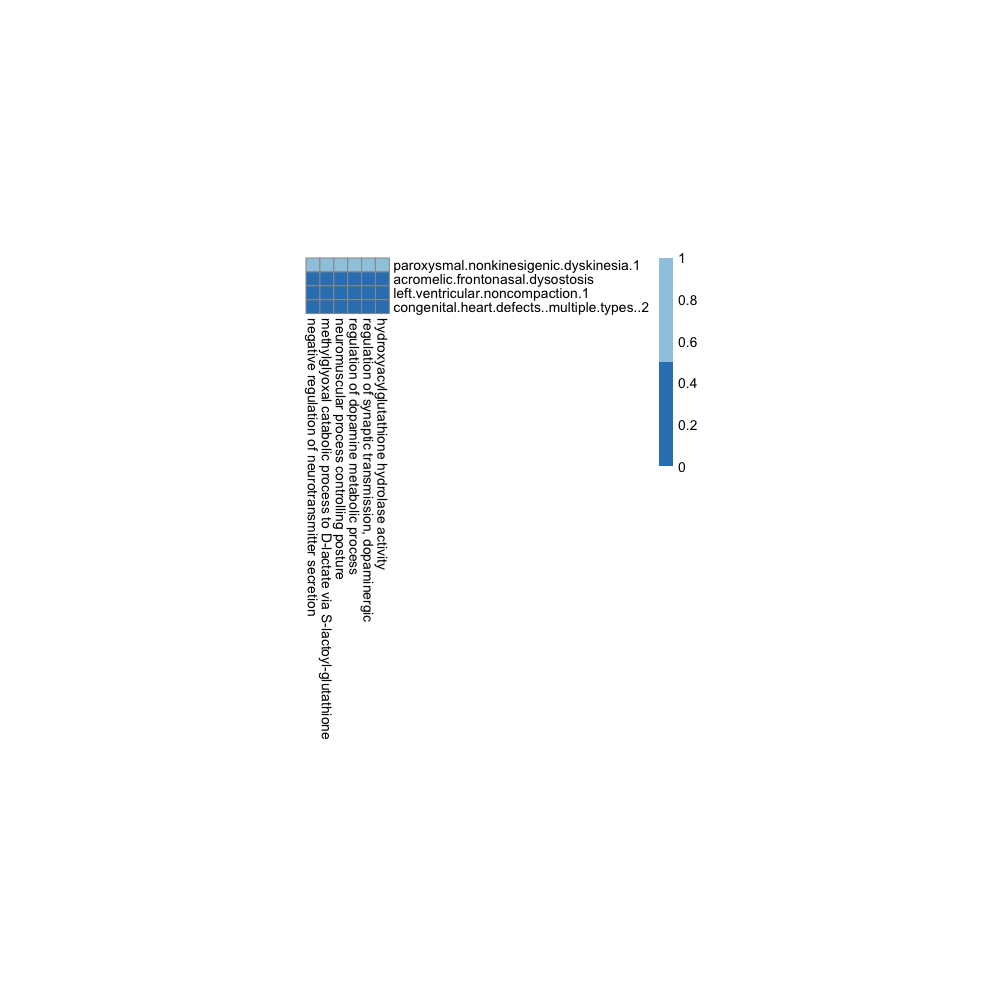 paroxysmal.nonkinesigenic.dyskinesia.1
acromelic.frontonasal.dysostosis
left.ventricular.noncompaction.1
congenital.heart.defects..multiple.types..2
1
0.8
0.6
0.4
0.2
0
negative regulation of neurotransmitter secretion
methylglyoxal catabolic process to D-lactate via S-lactoyl-glutathione
neuromuscular process controlling posture
regulation of dopamine metabolic process
regulation of synaptic transmission, dopaminergic
hydroxyacylglutathione hydrolase activity